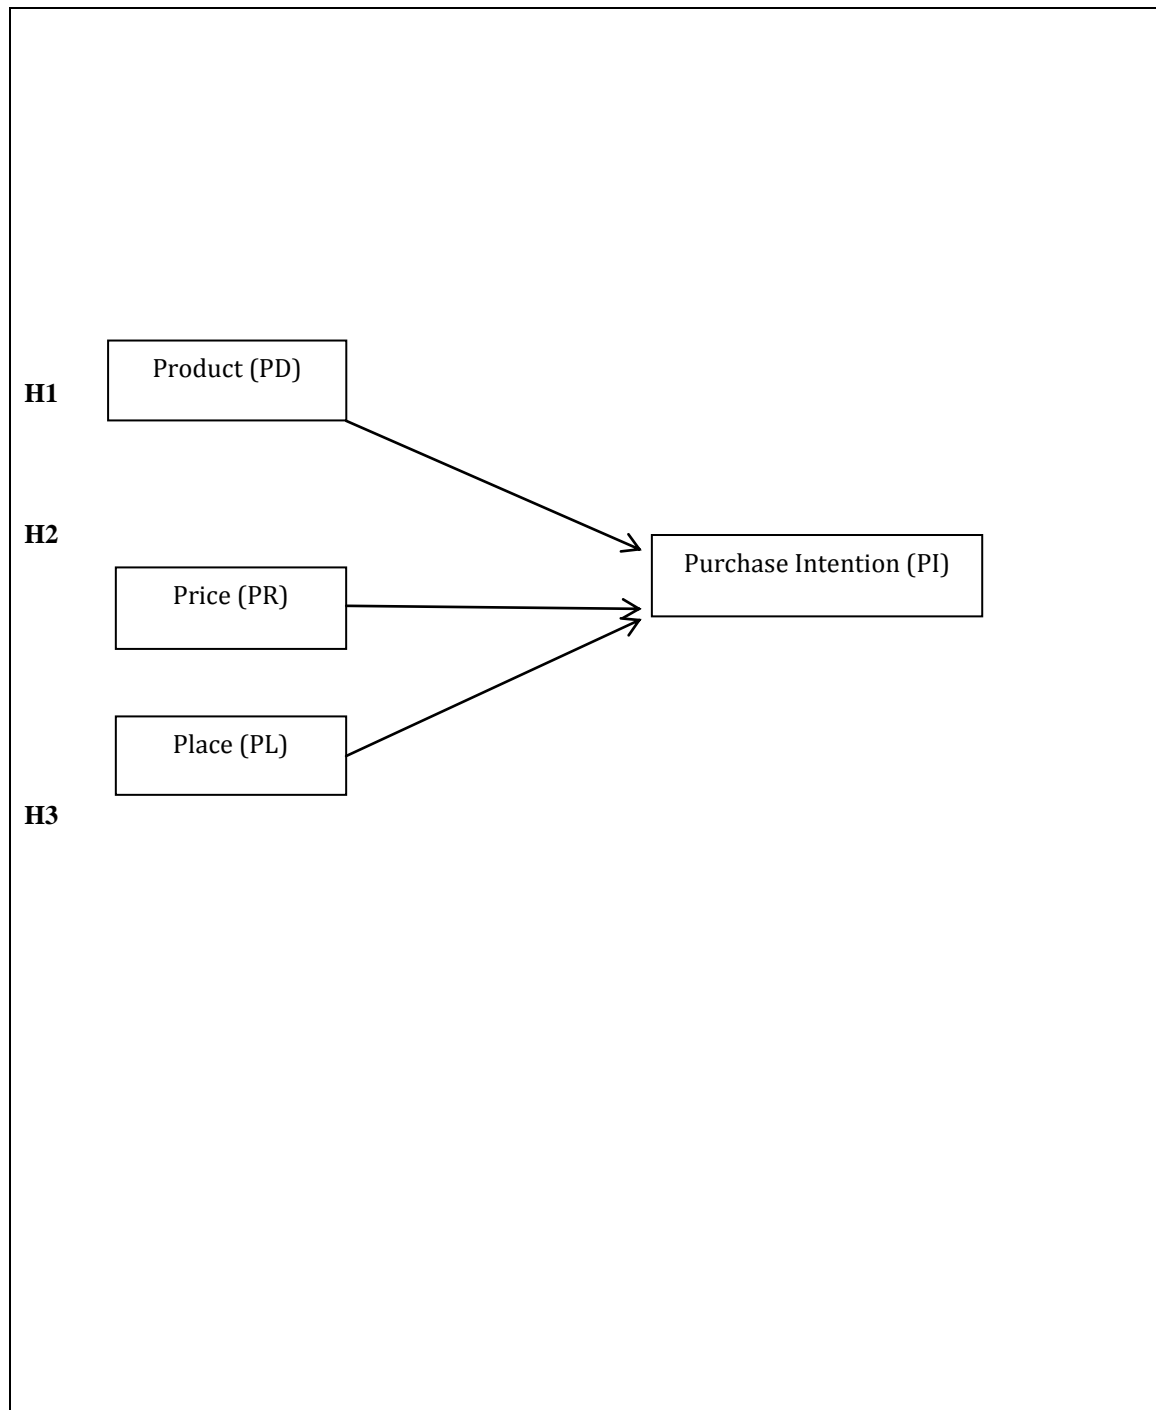 Product (PD)
H1
H2
Purchase Intention (PI)
Price (PR)
Place (PL)
H3